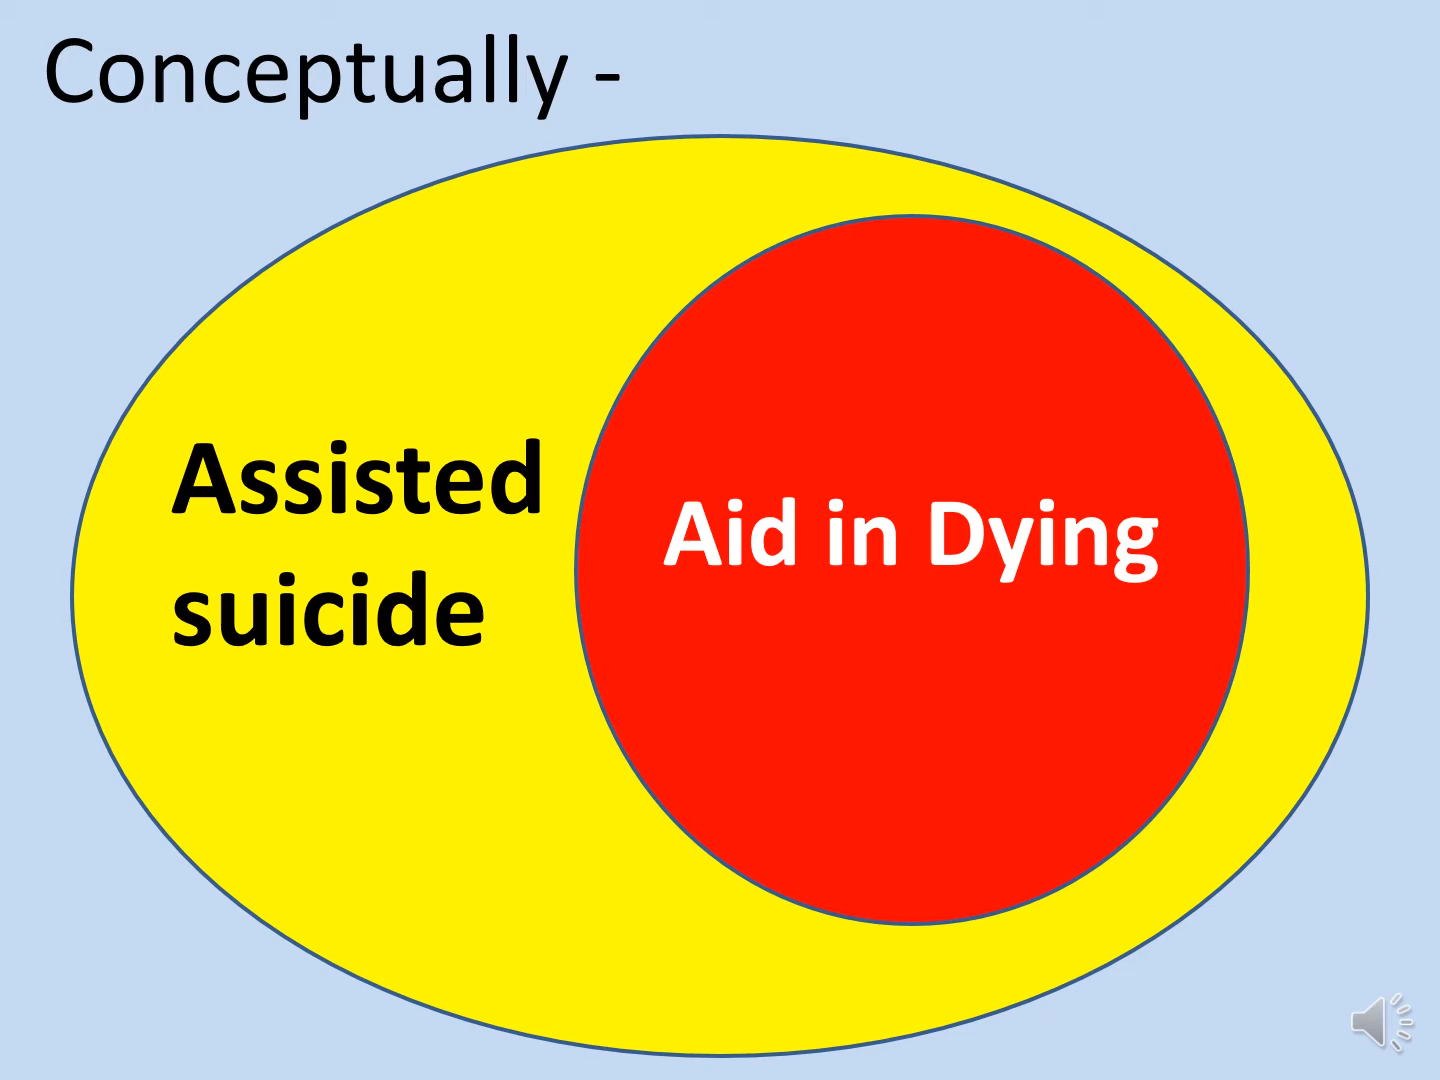 Conceptually -
Assisted
suicide
Aid in Dying